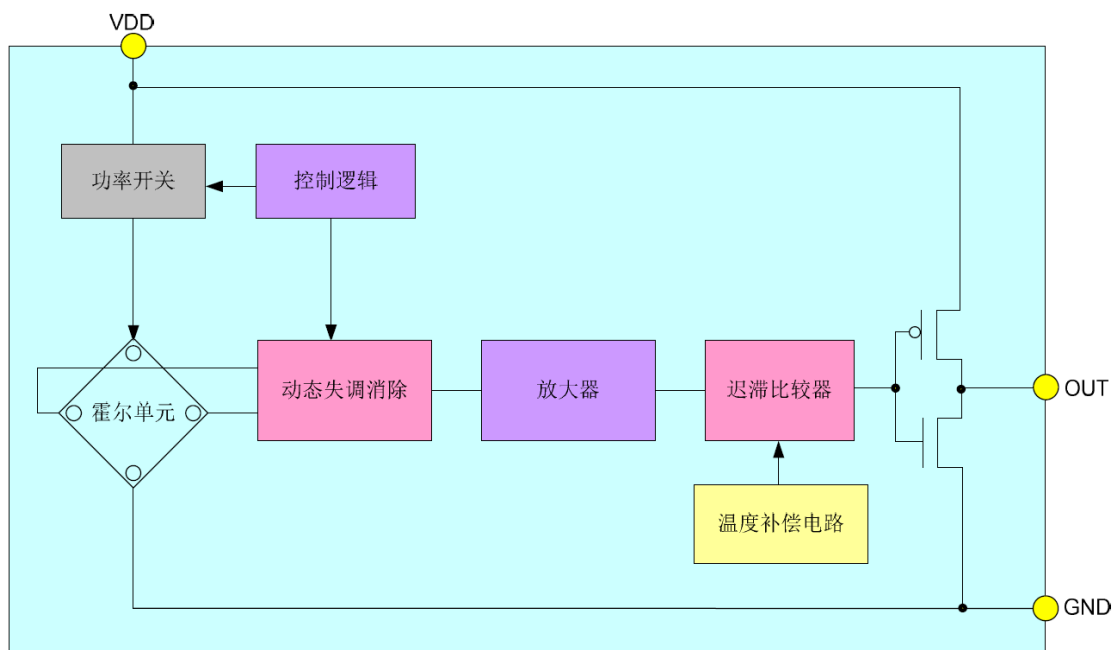 VDD
功率开关
控制逻辑
霍尔单元
动态失调消除
放大器
迟滞比较器
OUT
温度补偿电路
GND